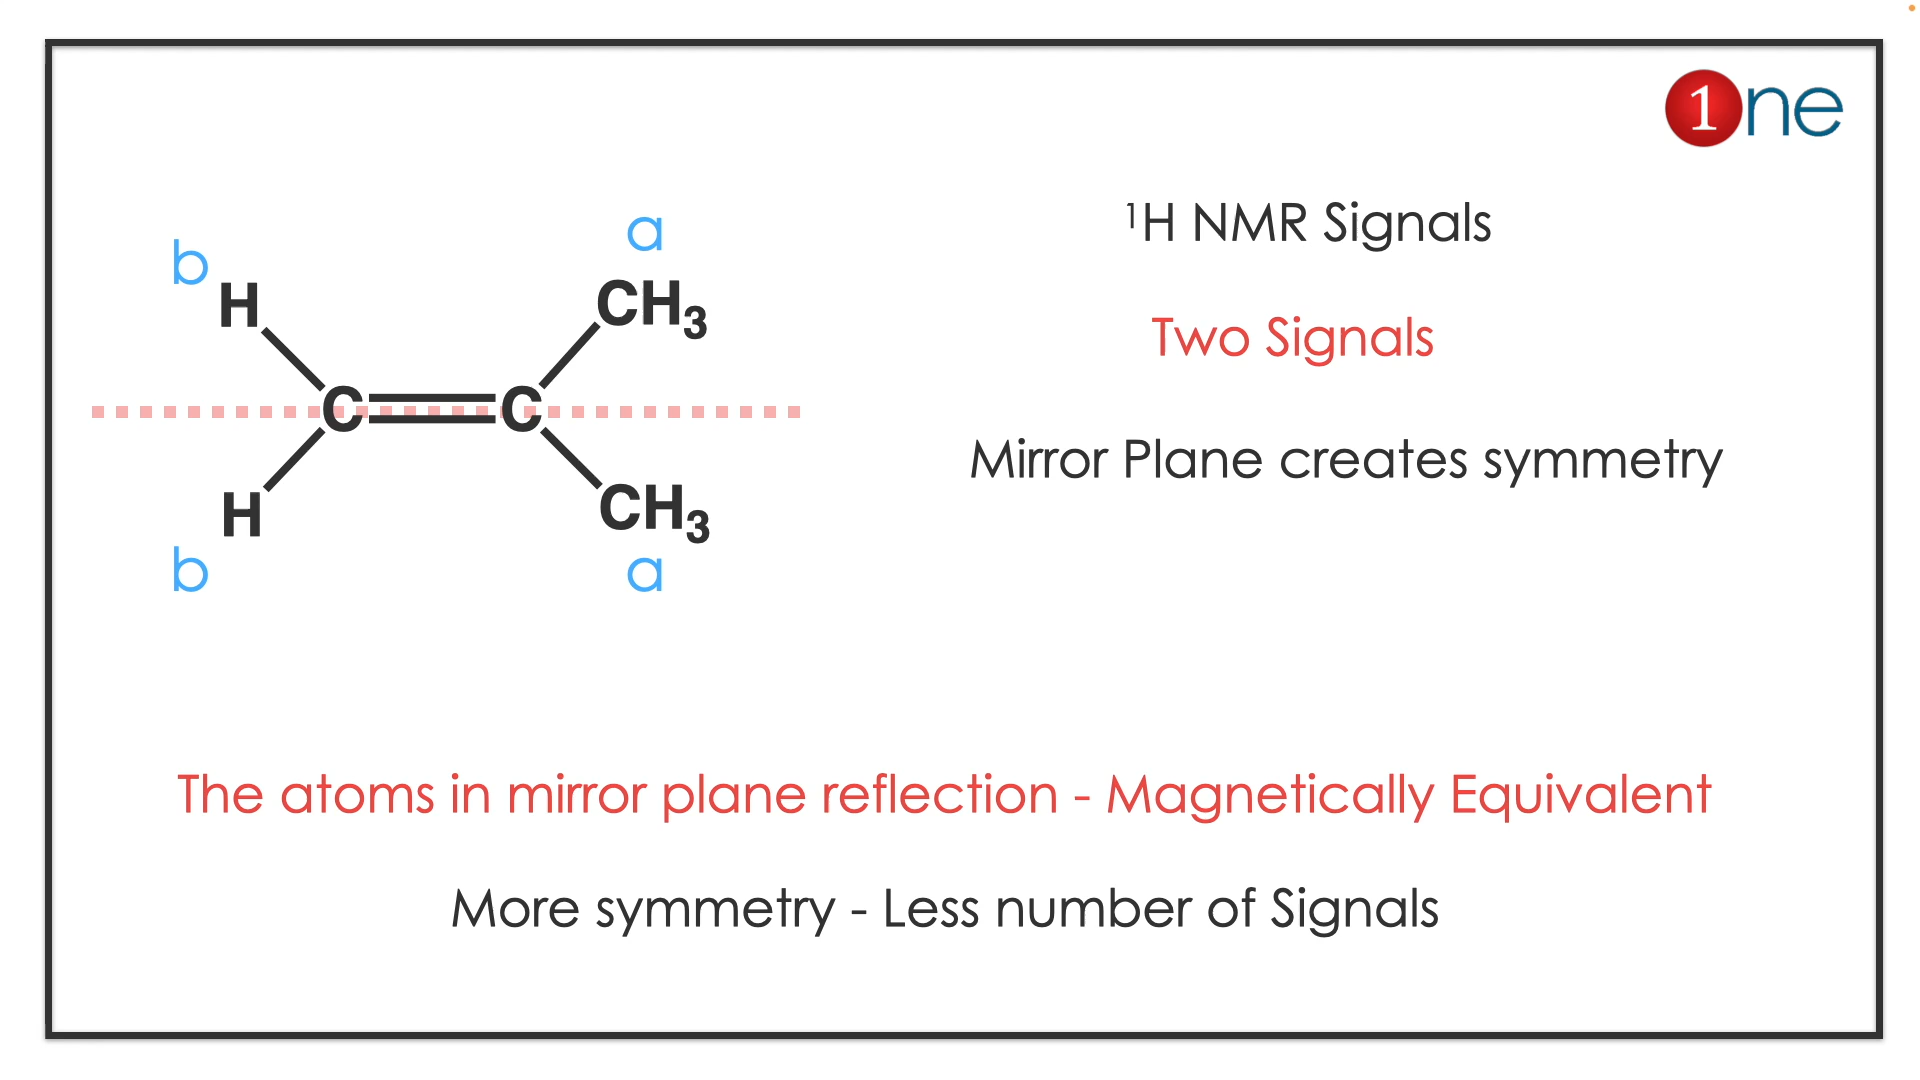 1ne
¹H NMR Signals
Two Signals
Mirror Plane creates symmetry
b
a
H
CH₃
C
C
H
CH₃
b
a
The atoms in mirror plane reflection - Magnetically Equivalent
More symmetry - Less number of Signals